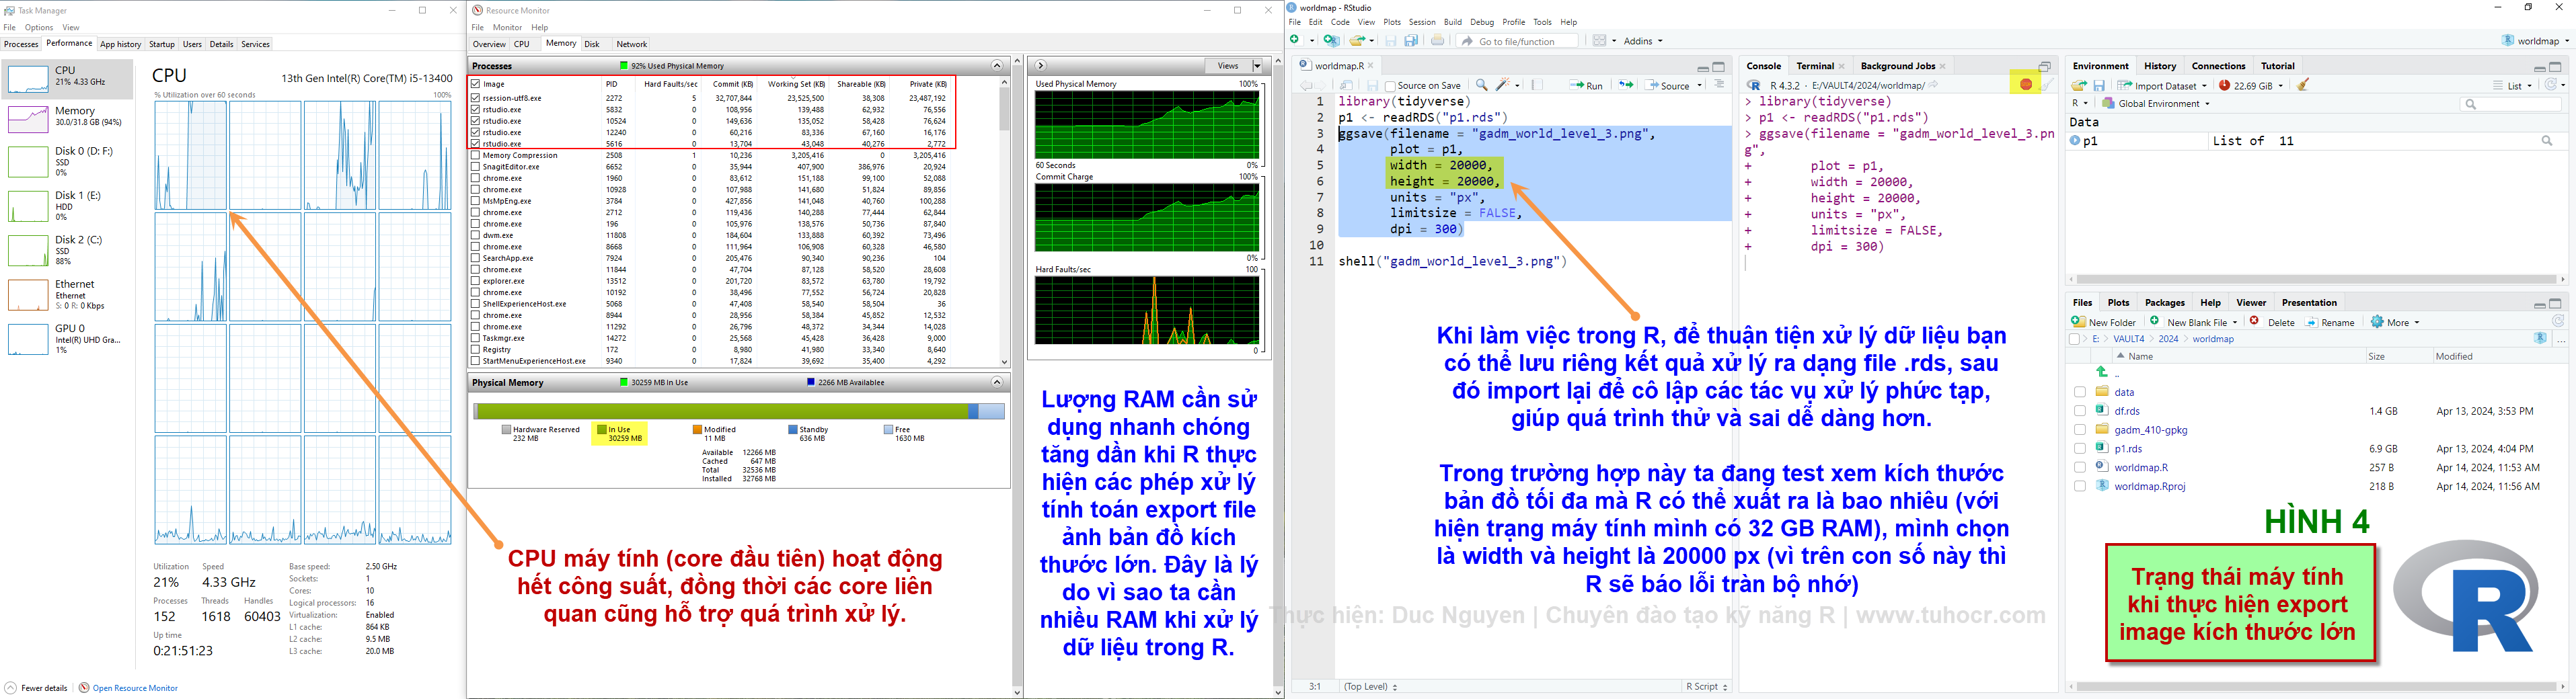 Task Manager
File Options View
Processes Performance App history Startup Users Details Services
CPU
21% 4.33 GHz
Memory
30.0/31.8 GB (94%)
Disk 0 (D: F:)
SSD
0%
Disk 1 (E:)
HDD
0%
Disk 2 (C:)
SSD
88%
Ethernet
Ethernet
S: 0 R: 0 Kbps
GPU 0
Intel(R) UHD Gra...
1%
CPU 13th Gen Intel(R) Core(TM) i5-13400
% Utilization over 60 seconds 100%
Utilization Speed
21% 4.33 GHz
Processes Threads Handles
152 1618 60403
Up time
0:21:51:23
Base speed: 2.50 GHz
Sockets: 1
Cores: 10
Logical processors: 16
Virtualization: Enabled
L1 cache: 864 KB
L2 cache: 9.5 MB
L3 cache: 20.0 MB
Fewer details Open Resource Monitor
Resource Monitor
File Monitor Help
Overview CPU Memory Disk Network
Processes 92% Used Physical Memory
Image PID Hard Faults/sec Commit (KB) Working Set (KB) Shareable (KB) Private (KB)
rsession-utf8.exe 2272 5 32,707,844 23,525,500 38,308 23,487,192
rstudio.exe 5832 0 108,956 139,488 62,932 76,556
rstudio.exe 10524 0 149,636 135,052 58,428 76,624
rstudio.exe 12240 0 60,216 83,336 67,160 16,176
rstudio.exe 5616 0 13,704 43,048 40,276 2,772
Memory Compression 2508 1 10,236 3,205,416 0 3,205,416
SnagitEditor.exe 6652 0 35,944 407,900 386,976 20,924
chrome.exe 1960 0 83,612 151,188 99,100 52,088
chrome.exe 10928 0 107,988 141,680 51,824 89,856
MsMpEng.exe 3784 0 427,856 141,048 40,760 100,288
chrome.exe 2712 0 119,436 140,288 77,444 62,844
chrome.exe 196 0 105,976 138,576 50,736 87,840
dwm.exe 11808 0 184,604 133,888 60,392 73,496
chrome.exe 8668 0 111,964 106,908 60,328 46,580
SearchApp.exe 7924 0 205,476 90,340 90,236 104
chrome.exe 11844 0 47,704 87,128 58,520 28,608
explorer.exe 13512 0 201,720 83,572 63,780 19,792
chrome.exe 10192 0 38,496 77,552 56,724 20,828
ShellExperienceHost.exe 5068 0 47,408 58,540 58,504 36
chrome.exe 8944 0 28,956 58,384 45,852 12,532
chrome.exe 11292 0 26,796 48,372 34,344 14,028
Taskmgr.exe 14272 0 25,568 45,428 36,428 9,000
Registry 172 0 8,980 41,980 33,340 8,640
StartMenuExperienceHost.exe 9340 0 17,824 39,692 35,400 4,292
Physical Memory 30259 MB In Use 2266 MB Availablee
Hardware Reserved
232 MB
In Use
30259 MB
Modified
11 MB
Standby
636 MB
Free
1630 MB
Available 12266 MB
Cached 647 MB
Total 32536 MB
Installed 32768 MB
CPU máy tính (core đầu tiên) hoạt động
hết công suất, đồng thời các core liên
quan cũng hỗ trợ quá trình xử lý.
Views
Used Physical Memory 100%
60 Seconds 0%
Commit Charge 100%
0%
Hard Faults/sec 100
0
Lượng RAM cần sử
dụng nhanh chóng
tăng dần khi R thực
hiện các phép xử lý
tính toán export file
ảnh bản đồ kích
thước lớn. Đây là lý
do vì sao ta cần
nhiều RAM khi xử lý
dữ liệu trong R.
worldmap - RStudio
File Edit Code View Plots Session Build Debug Profile Tools Help
Go to file/function Addins
worldmap
worldmap.R
Source on Save Run Source
1 library(tidyverse)
2 p1 <- readRDS("p1.rds")
3 ggsave(filename = "gadm_world_level_3.png",
4 plot = p1,
5 width = 20000,
6 height = 20000,
7 units = "px",
8 limitsize = FALSE,
9 dpi = 300)
10
11 shell("gadm_world_level_3.png")
3:1 (Top Level) R Script
Console Terminal Background Jobs
R 4.3.2 · E:/VAULT4/2024/worldmap/
> library(tidyverse)
> p1 <- readRDS("p1.rds")
> ggsave(filename = "gadm_world_level_3.pn
g",
+ plot = p1,
+ width = 20000,
+ height = 20000,
+ units = "px",
+ limitsize = FALSE,
+ dpi = 300)
Khi làm việc trong R, để thuận tiện xử lý dữ liệu bạn
có thể lưu riêng kết quả xử lý ra dạng file .rds, sau
đó import lại để cô lập các tác vụ xử lý phức tạp,
giúp quá trình thử và sai dễ dàng hơn.
Trong trường hợp này ta đang test xem kích thước
bản đồ tối đa mà R có thể xuất ra là bao nhiêu (với
hiện trạng máy tính mình có 32 GB RAM), mình chọn
là width và height là 20000 px (vì trên con số này thì
R sẽ báo lỗi tràn bộ nhớ)
Thực hiện: Duc Nguyen | Chuyên đào tạo kỹ năng R | www.tuhocr.com
Environment History Connections Tutorial
Import Dataset 22.69 GiB List
R Global Environment
Data
p1 List of 11
Files Plots Packages Help Viewer Presentation
New Folder New Blank File Delete Rename More
E: VAULT4 2024 worldmap
Name Size Modified
..
data
df.rds 1.4 GB Apr 13, 2024, 3:53 PM
gadm_410-gpkg
p1.rds 6.9 GB Apr 13, 2024, 4:04 PM
worldmap.R 257 B Apr 14, 2024, 11:53 AM
worldmap.Rproj 218 B Apr 14, 2024, 11:56 AM
HÌNH 4
Trạng thái máy tính
khi thực hiện export
image kích thước lớn
R